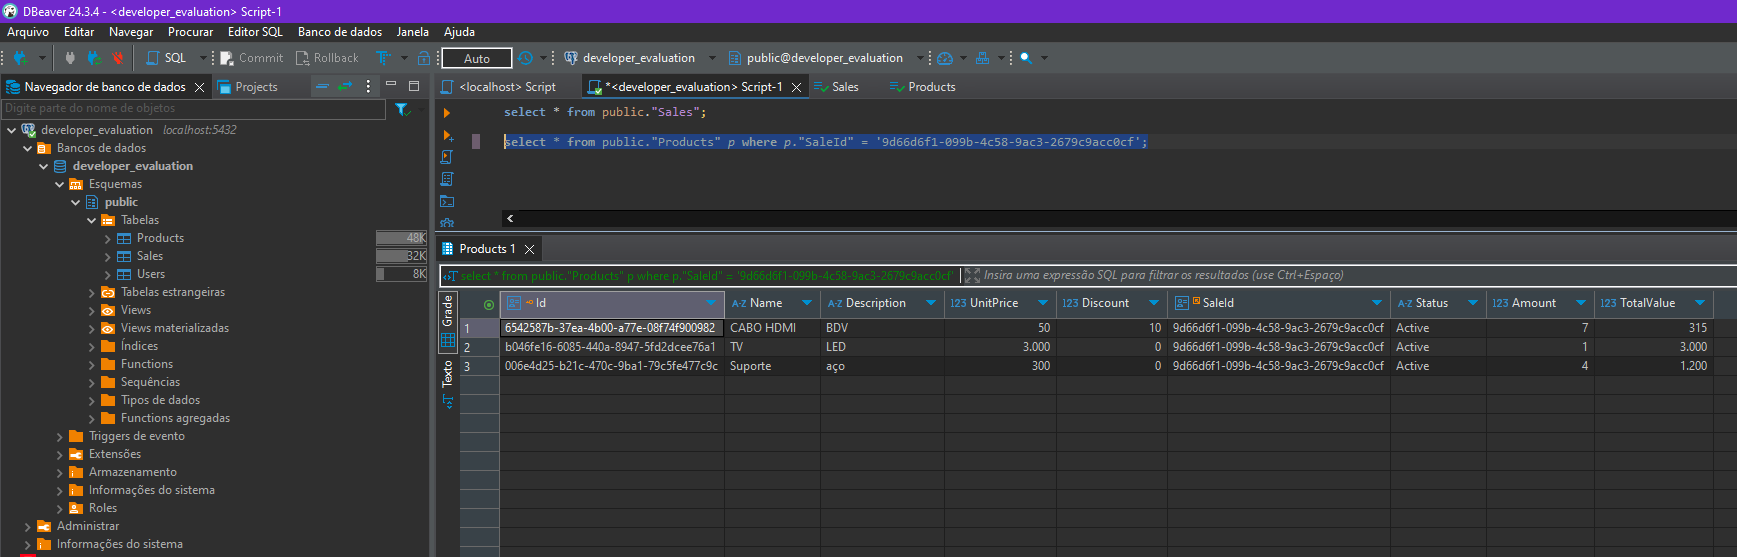 DBeaver 24.3.4 - <developer_evaluation> Script-1
Arquivo Editar Navegar Procurar Editor SQL Banco de dados Janela Ajuda
SQL Commit Rollback Auto developer_evaluation public@developer_evaluation
Navegador de banco de dados Projects
Digite parte do nome de objetos
developer_evaluation localhost:5432
Bancos de dados
developer_evaluation
Esquemas
public
Tabelas
Products 48K
Sales 32K
Users 8K
Tabelas estrangeiras
Views
Views materializadas
Índices
Functions
Sequências
Tipos de dados
Functions agregadas
Triggers de evento
Extensões
Armazenamento
Informações do sistema
Roles
Administrar
Informações do sistema
<localhost> Script *<developer_evaluation> Script-1 Sales Products
select * from public."Sales";
select * from public."Products" p where p."SaleId" = '9d66d6f1-099b-4c58-9ac3-2679c9acc0cf';
Products 1
select * from public."Products" p where p."SaleId" = '9d66d6f1-099b-4c58-9ac3-2679c9acc0cf' Insira uma expressão SQL para filtrar os resultados (use Ctrl+Espaço)
Grade
Texto
Id A-Z Name A-Z Description 123 UnitPrice 123 Discount SaleId A-Z Status 123 Amount 123 TotalValue
1 6542587b-37ea-4b00-a77e-08f74f900982 CABO HDMI BDV 50 10 9d66d6f1-099b-4c58-9ac3-2679c9acc0cf Active 7 315
2 b046fe16-6085-440a-8947-5fd2dcee76a1 TV LED 3.000 0 9d66d6f1-099b-4c58-9ac3-2679c9acc0cf Active 1 3.000
3 006e4d25-b21c-470c-9ba1-79c5fe477c9c Suporte aço 300 0 9d66d6f1-099b-4c58-9ac3-2679c9acc0cf Active 4 1.200